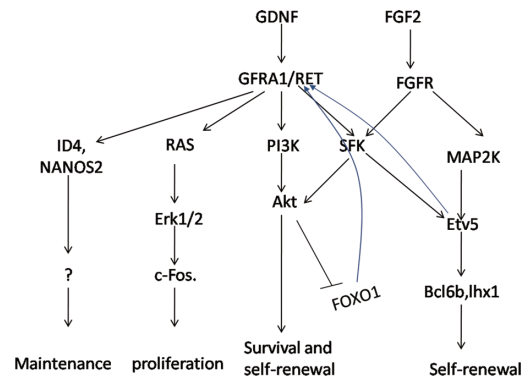 GDNF FGF2
GFRA1/RET FGFR
ID4,
NANOS2
RAS PI3K SFK MAP2K
Akt
Erk1/2 Etv5
? c-Fos. FOXO1 Bcl6b,lhx1
Maintenance proliferation
Survival and
self-renewal
Self-renewal